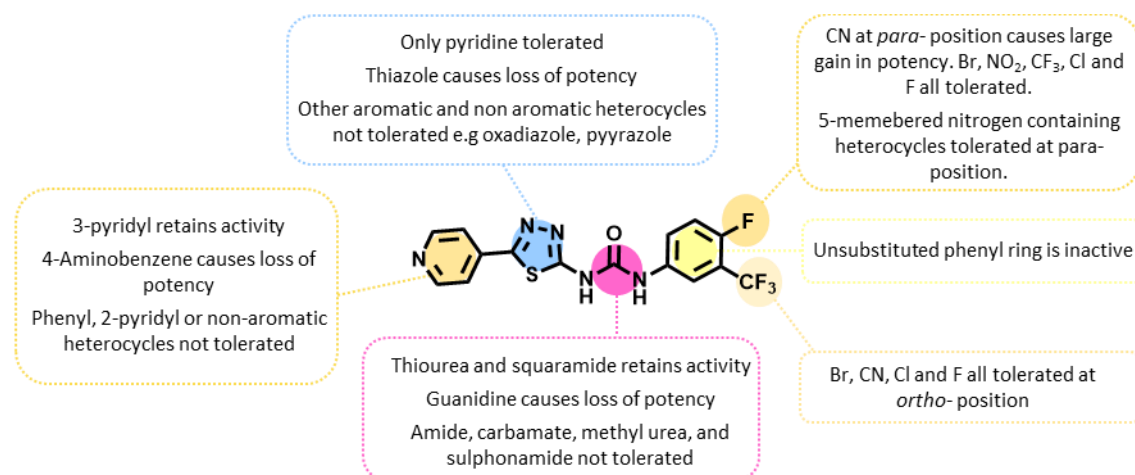 Only pyridine tolerated
Thiazole causes loss of potency
Other aromatic and non aromatic heterocycles
not tolerated e.g oxadiazole, pyyrazole
CN at para- position causes large
gain in potency. Br, NO₂, CF₃, Cl and
F all tolerated.
5-memebered nitrogen containing
heterocycles tolerated at para-
position.
3-pyridyl retains activity
4-Aminobenzene causes loss of
potency
Phenyl, 2-pyridyl or non-aromatic
heterocycles not tolerated
N
N N
S
N
H
O
N
H
F
CF₃
Unsubstituted phenyl ring is inactive
Thiourea and squaramide retains activity
Guanidine causes loss of potency
Amide, carbamate, methyl urea, and
sulphonamide not tolerated
Br, CN, Cl and F all tolerated at
ortho- position